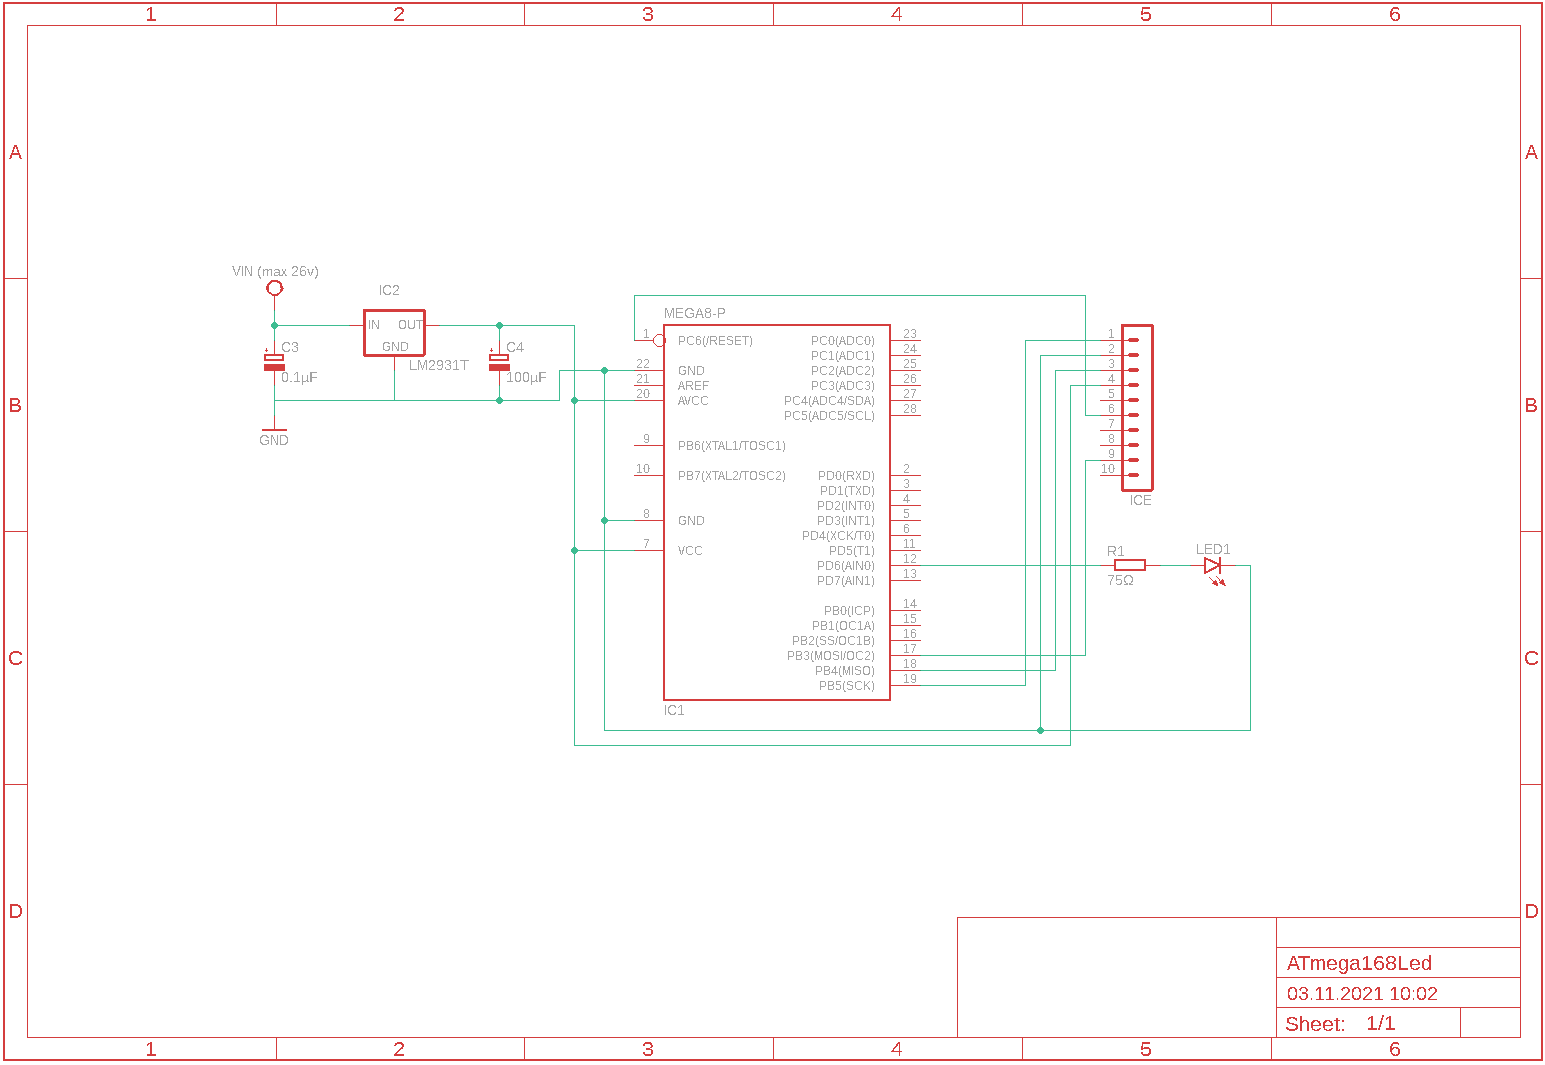 1 2 3 4 5 6
A A
VIN (max 26v)
IC2
IN OUT
GND
LM2931T
C3
0.1µF
C4
100µF
GND
B B
MEGA8-P
1 PC6(/RESET)
22 GND
21 AREF
20 AVCC
9 PB6(XTAL1/TOSC1)
10 PB7(XTAL2/TOSC2)
8 GND
7 VCC
PC0(ADC0) 23
PC1(ADC1) 24
PC2(ADC2) 25
PC3(ADC3) 26
PC4(ADC4/SDA) 27
PC5(ADC5/SCL) 28
PD0(RXD) 2
PD1(TXD) 3
PD2(INT0) 4
PD3(INT1) 5
PD4(XCK/T0) 6
PD5(T1) 11
PD6(AIN0) 12
PD7(AIN1) 13
PB0(ICP) 14
PB1(OC1A) 15
PB2(SS/OC1B) 16
PB3(MOSI/OC2) 17
PB4(MISO) 18
PB5(SCK) 19
IC1
1
2
3
4
5
6
7
8
9
10
ICE
R1
75Ω
LED1
C C
D D
ATmega168Led
03.11.2021 10:02
Sheet: 1/1
1 2 3 4 5 6